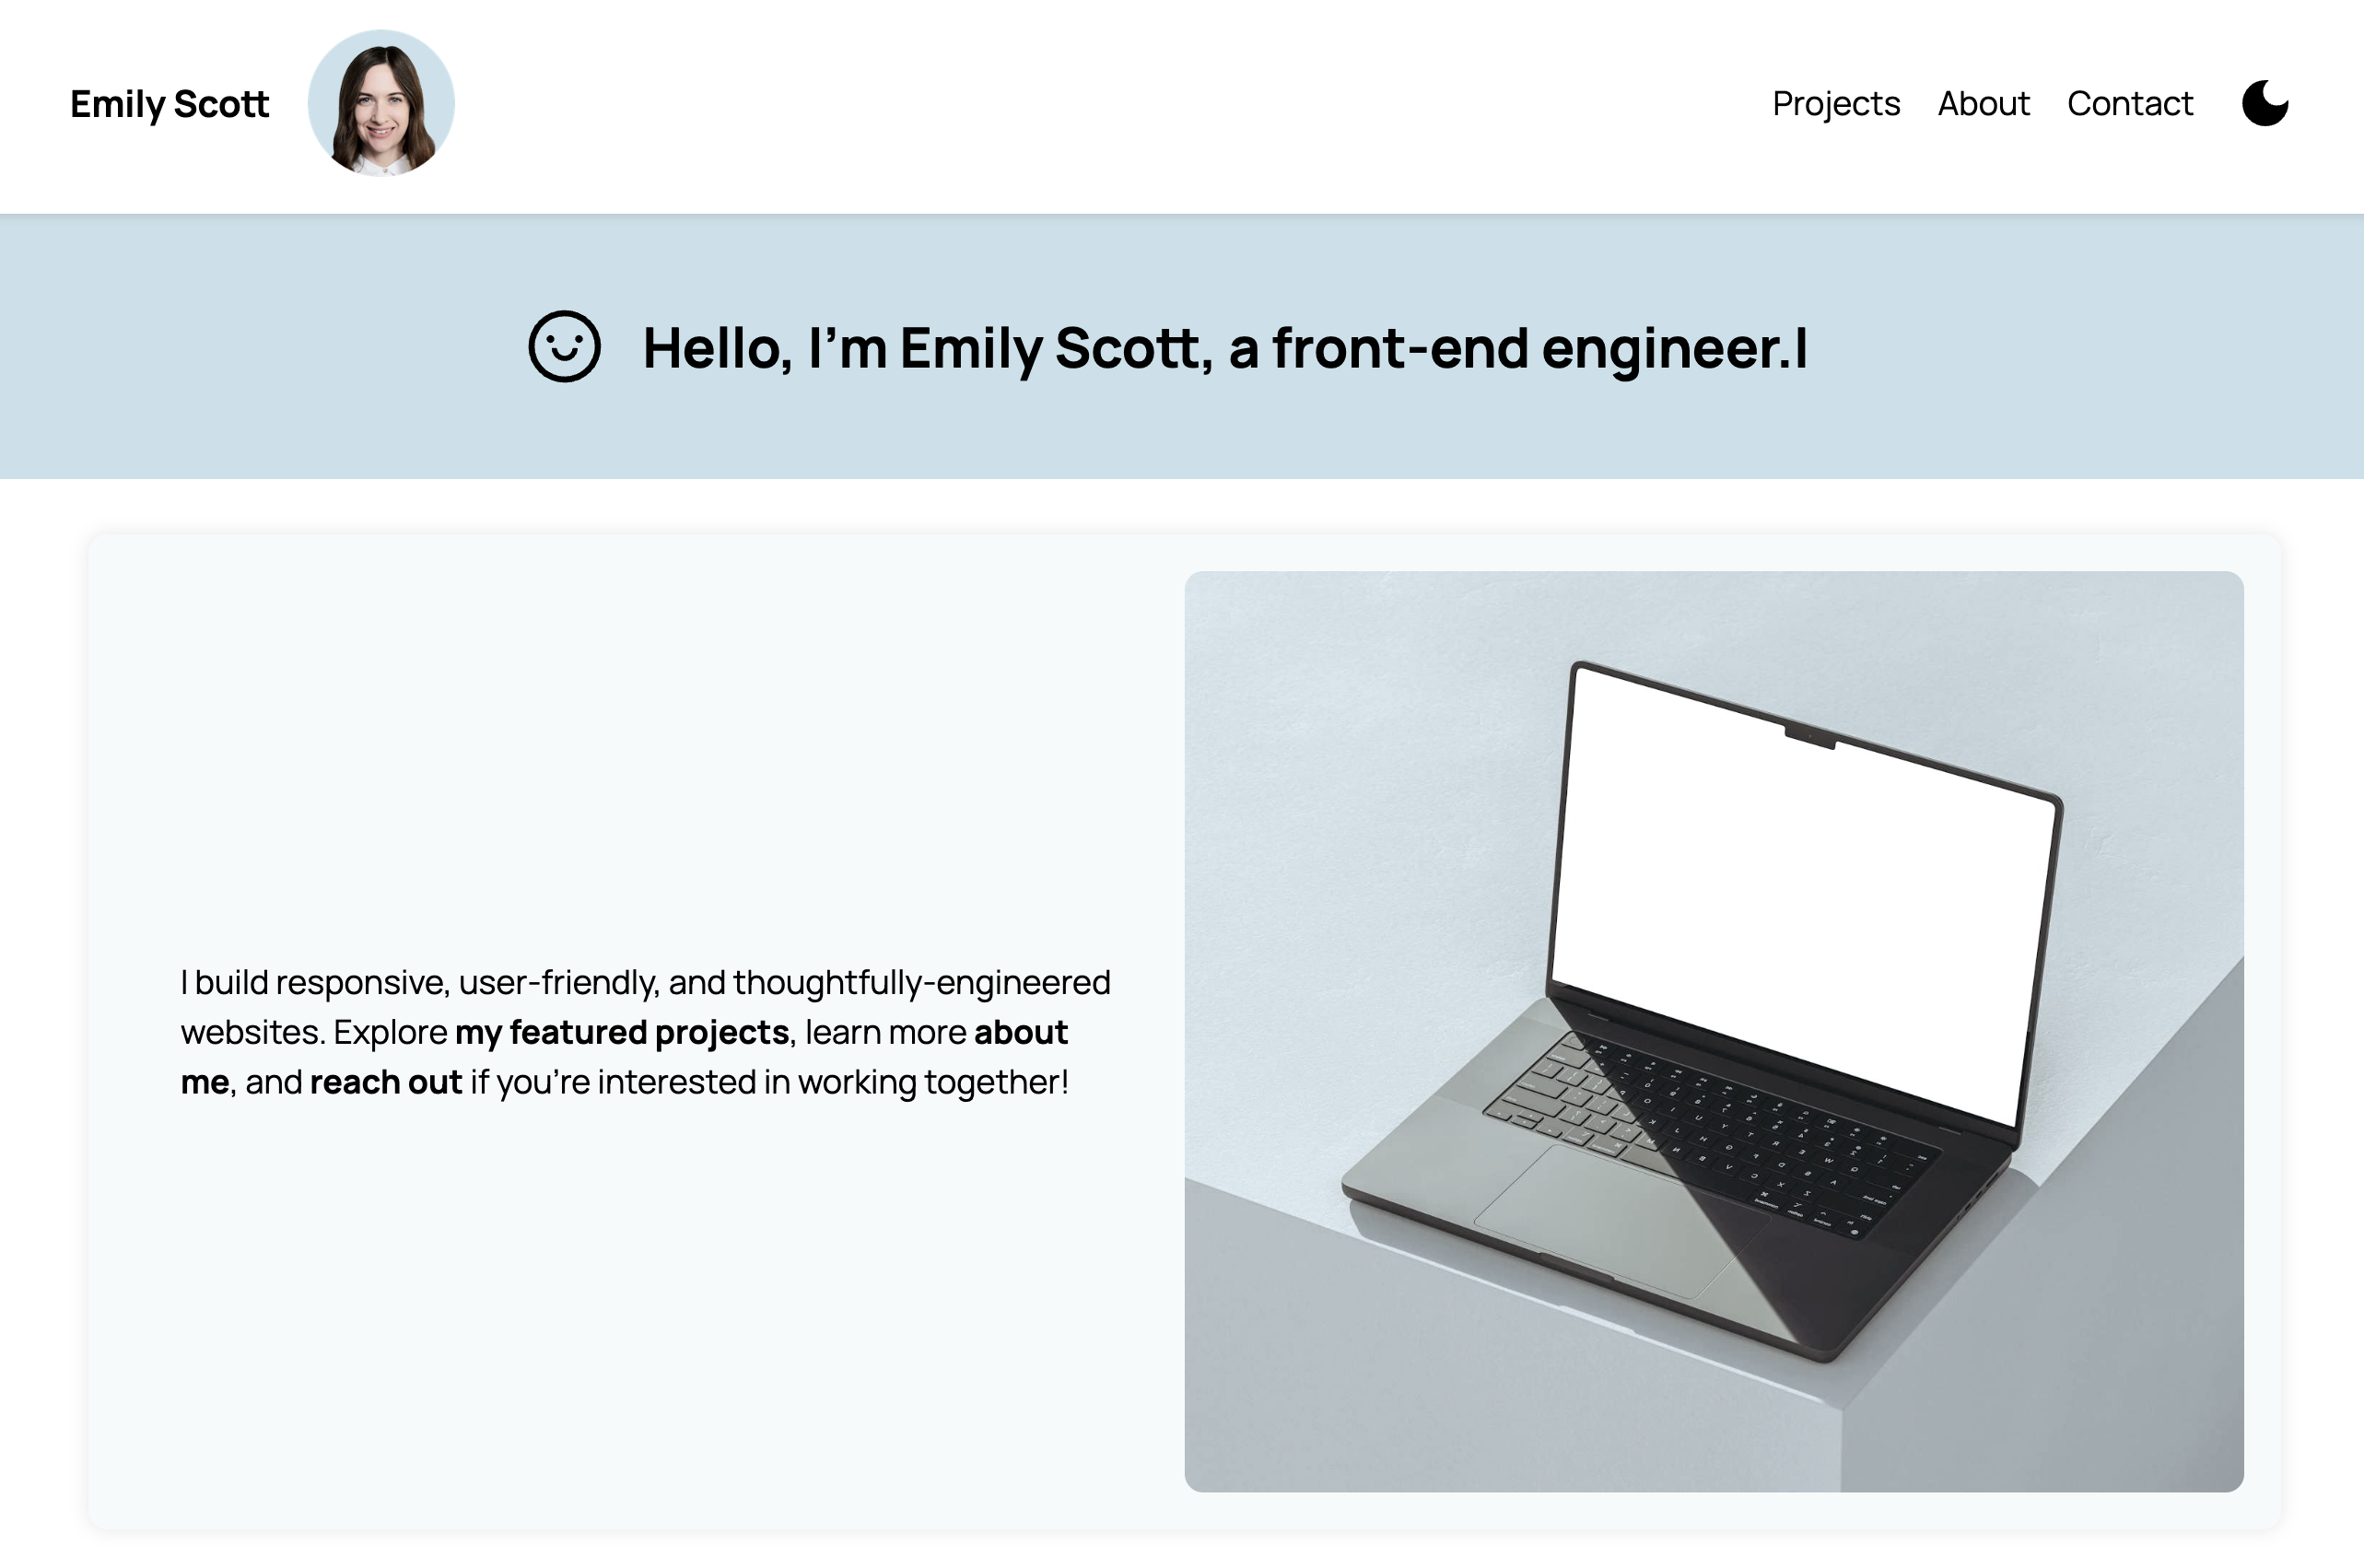 Emily Scott
Projects About Contact
Hello, I’m Emily Scott, a front-end engineer.|
I build responsive, user-friendly, and thoughtfully-engineered
websites. Explore my featured projects, learn more about
me, and reach out if you’re interested in working together!